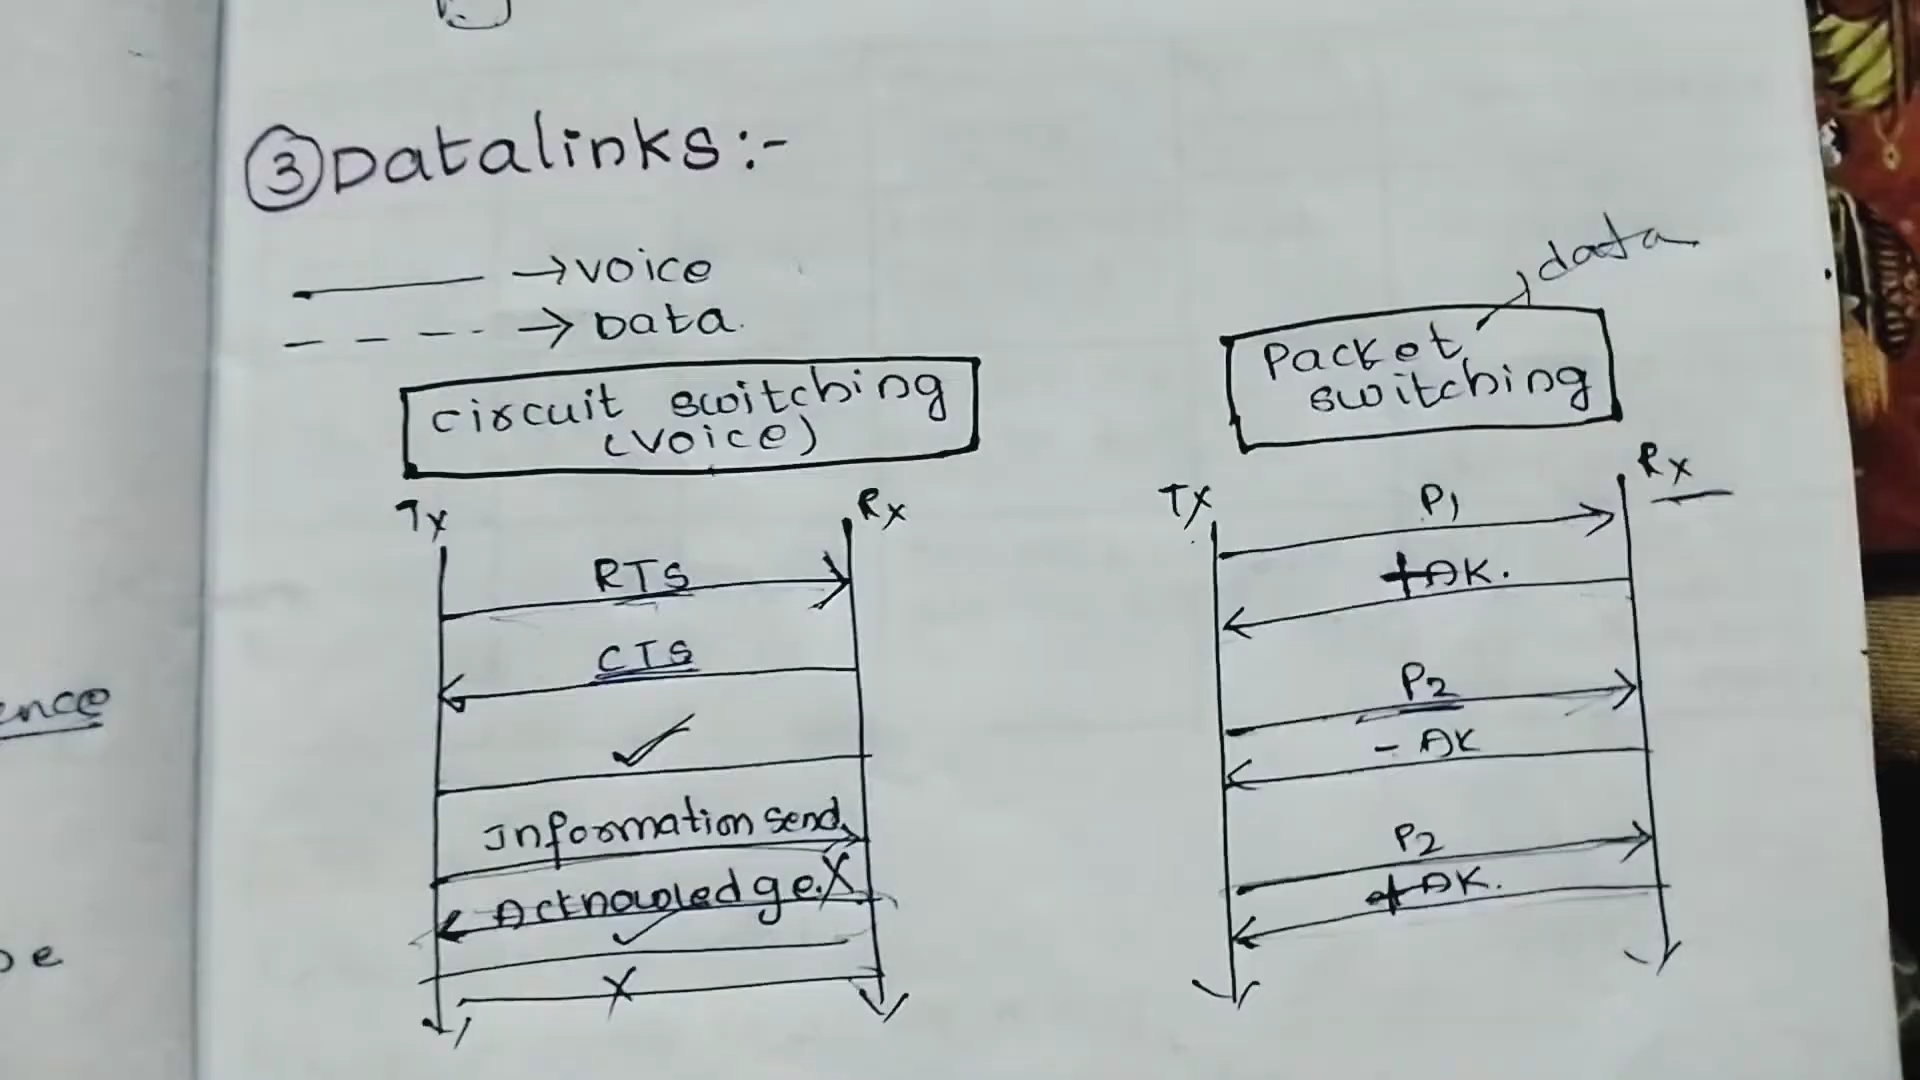 ③ Datalinks:-
→ voice
→ Data.
circuit switching
(voice)
Tx
Rx
RTS
CTS
✓
Information send
Acknowledge. X
✓
X
data
Packet
switching
Tx
Rx
P1
+AK.
P2
- AK
P2
+AK.